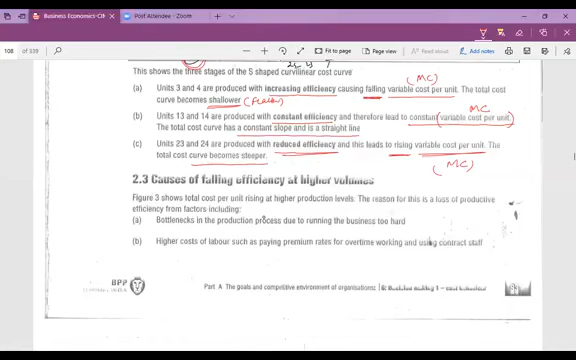 Business Economics-CM
Post Attendee - Zoom
108 of 339
Fit to page
Page view
Read aloud
Add notes
This shows the three stages of the S shaped curvilinear cost curve
(MC)
(a) Units 3 and 4 are produced with increasing efficiency causing falling variable cost per unit. The total cost
curve becomes shallower (Flatter)
MC
(b) Units 13 and 14 are produced with constant efficiency and therefore lead to constant (variable cost per unit.)
The total cost curve has a constant slope and is a straight line
(c) Units 23 and 24 are produced with reduced efficiency and this leads to rising variable cost per unit. The
total cost curve becomes steeper.
(MC)
2.3 Causes of falling efficiency at higher volumes
Figure 3 shows total cost per unit rising at higher production levels. The reason for this is a loss of productive
efficiency from factors including:
(a) Bottlenecks in the production process due to running the business too hard
(b) Higher costs of labour such as paying premium rates for overtime working and using contract staff
BPP
Part A The goals and competitive environment of organisations